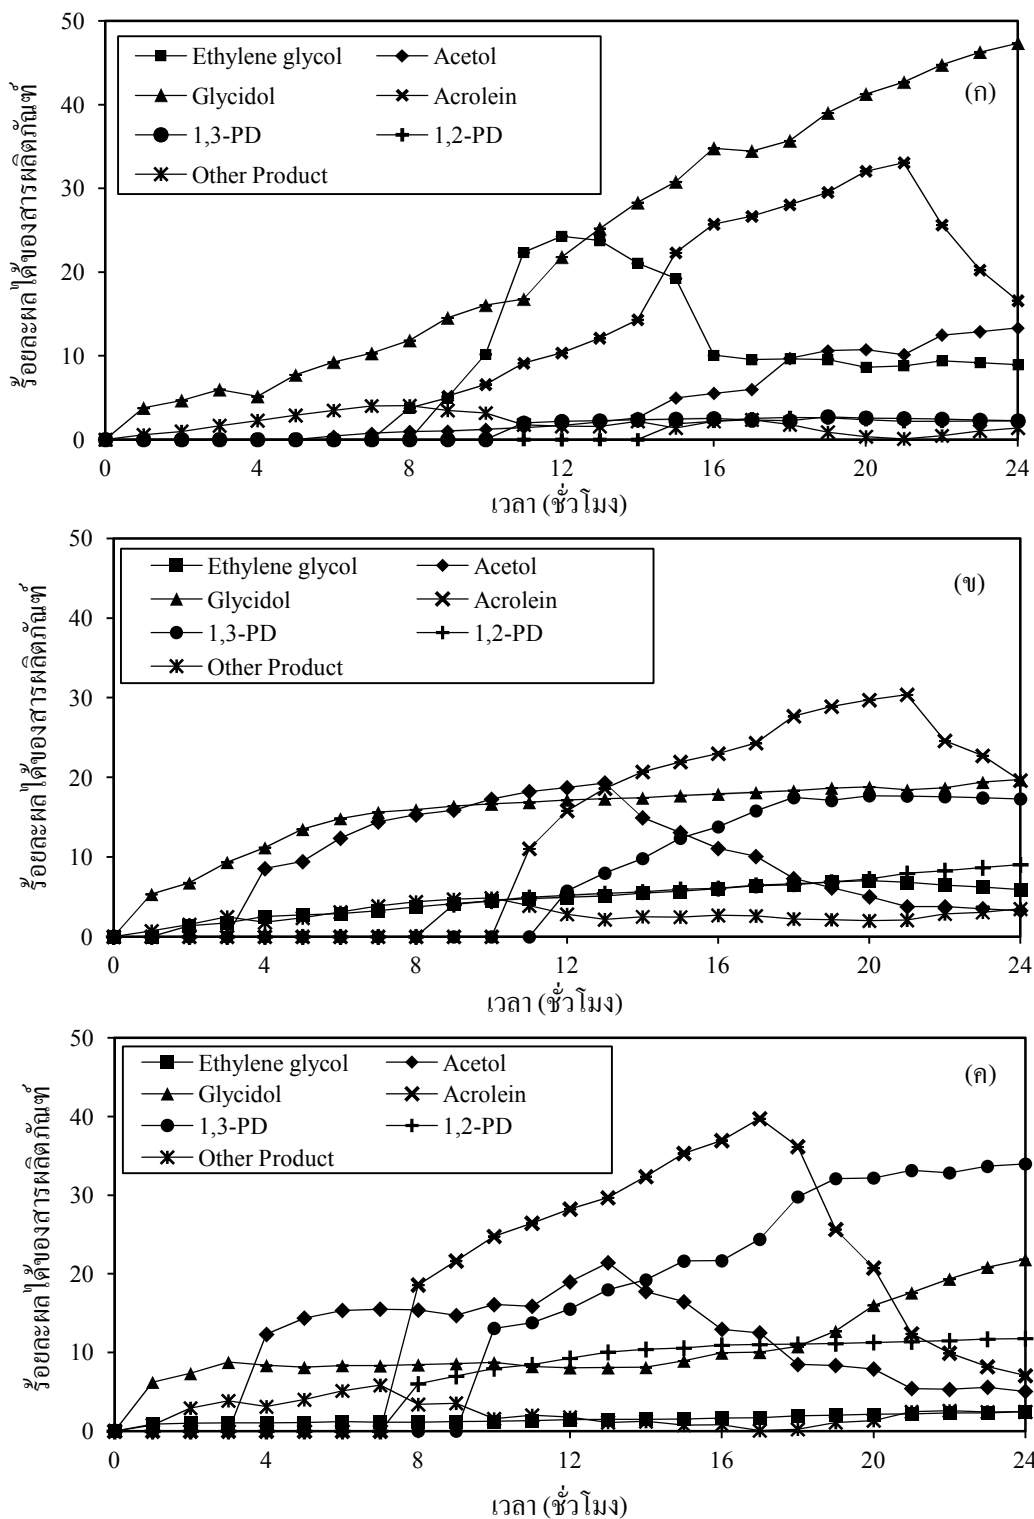 50
40
30
20
10
0
ร้อยละผลได้ของสารผลิตภัณฑ์
Ethylene glycol Acetol
Glycidol Acrolein
1,3-PD 1,2-PD
Other Product
(ก)
0 4 8 12 16 20 24
เวลา (ชั่วโมง)
50
40
30
20
10
0
ร้อยละผลได้ของสารผลิตภัณฑ์
Ethylene glycol Acetol
Glycidol Acrolein
1,3-PD 1,2-PD
Other Product
(ข)
0 4 8 12 16 20 24
เวลา (ชั่วโมง)
50
40
30
20
10
0
ร้อยละผลได้ของสารผลิตภัณฑ์
Ethylene glycol Acetol
Glycidol Acrolein
1,3-PD 1,2-PD
Other Product
(ค)
0 4 8 12 16 20 24
เวลา (ชั่วโมง)